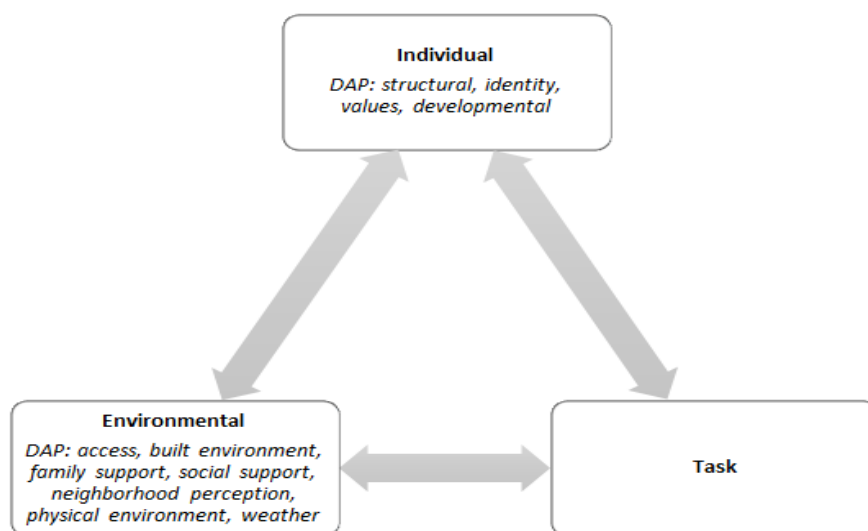 Individual
DAP: structural, identity,
values, developmental
Environmental
DAP: access, built environment,
family support, social support,
neighborhood perception,
physical environment, weather
Task